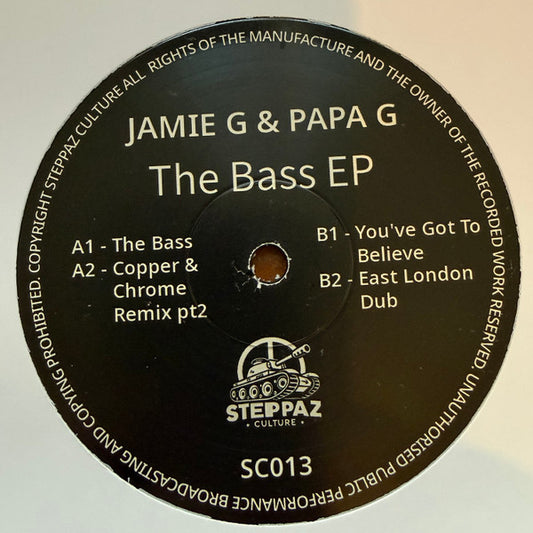 COPYRIGHT STEPPAZ CULTURE ALL RIGHTS OF THE MANUFACTURE AND THE OWNER OF THE RECORDED WORK RESERVED. UNAUTHORISED PUBLIC PERFORMANCE BROADCASTING AND COPYING PROHIBITED.
JAMIE G & PAPA G
The Bass EP
A1 - The Bass
A2 - Copper &
Chrome
Remix pt2
B1 - You've Got To
Believe
B2 - East London
Dub
STEPPAZ
· CULTURE ·
SC013